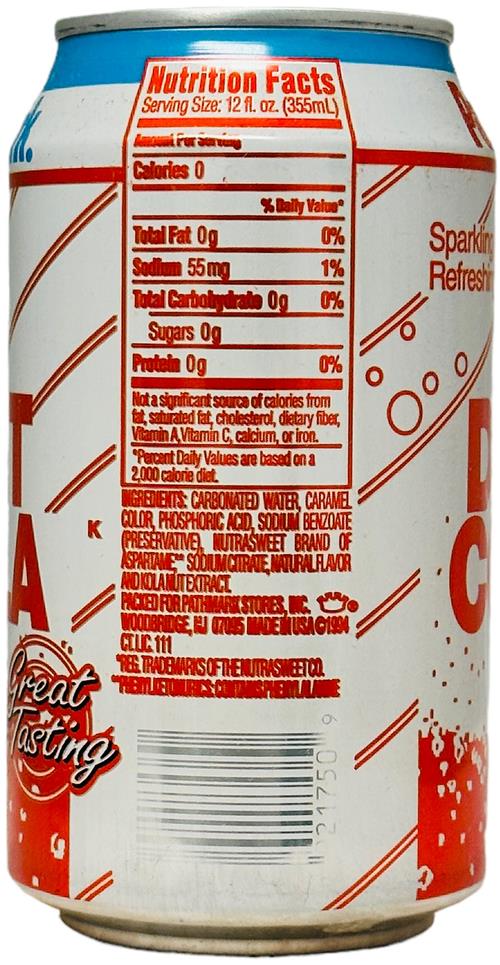 Nutrition Facts
Serving Size: 12 fl. oz. (355mL)
Amount Per Serving
Calories 0
% Daily Value*
Total Fat 0g 0%
Sodium 55mg 1%
Total Carbohydrate 0g 0%
Sugars 0g
Protein 0g 0%
Not a significant source of calories from
fat, saturated fat, cholesterol, dietary fiber,
Vitamin A, Vitamin C, calcium, or iron.
*Percent Daily Values are based on a
2,000 calorie diet.
INGREDIENTS: CARBONATED WATER, CARAMEL
COLOR, PHOSPHORIC ACID, SODIUM BENZOATE
(PRESERVATIVE), NUTRASWEET BRAND OF
ASPARTAME** SODIUM CITRATE, NATURAL FLAVOR
AND KOLA NUT EXTRACT.
PACKED FOR PATHMARK STORES, INC.
WOODBRIDGE, NJ 07095 MADE IN USA ©1994
CT. LIC. 111
*REG. TRADEMARKS OF THE NUTRASWEET CO.
**PHENYLKETONURICS: CONTAINS PHENYLALANINE
K
T
A
Great
Tasting
Sparkling
Refreshi
D
C
21750 9